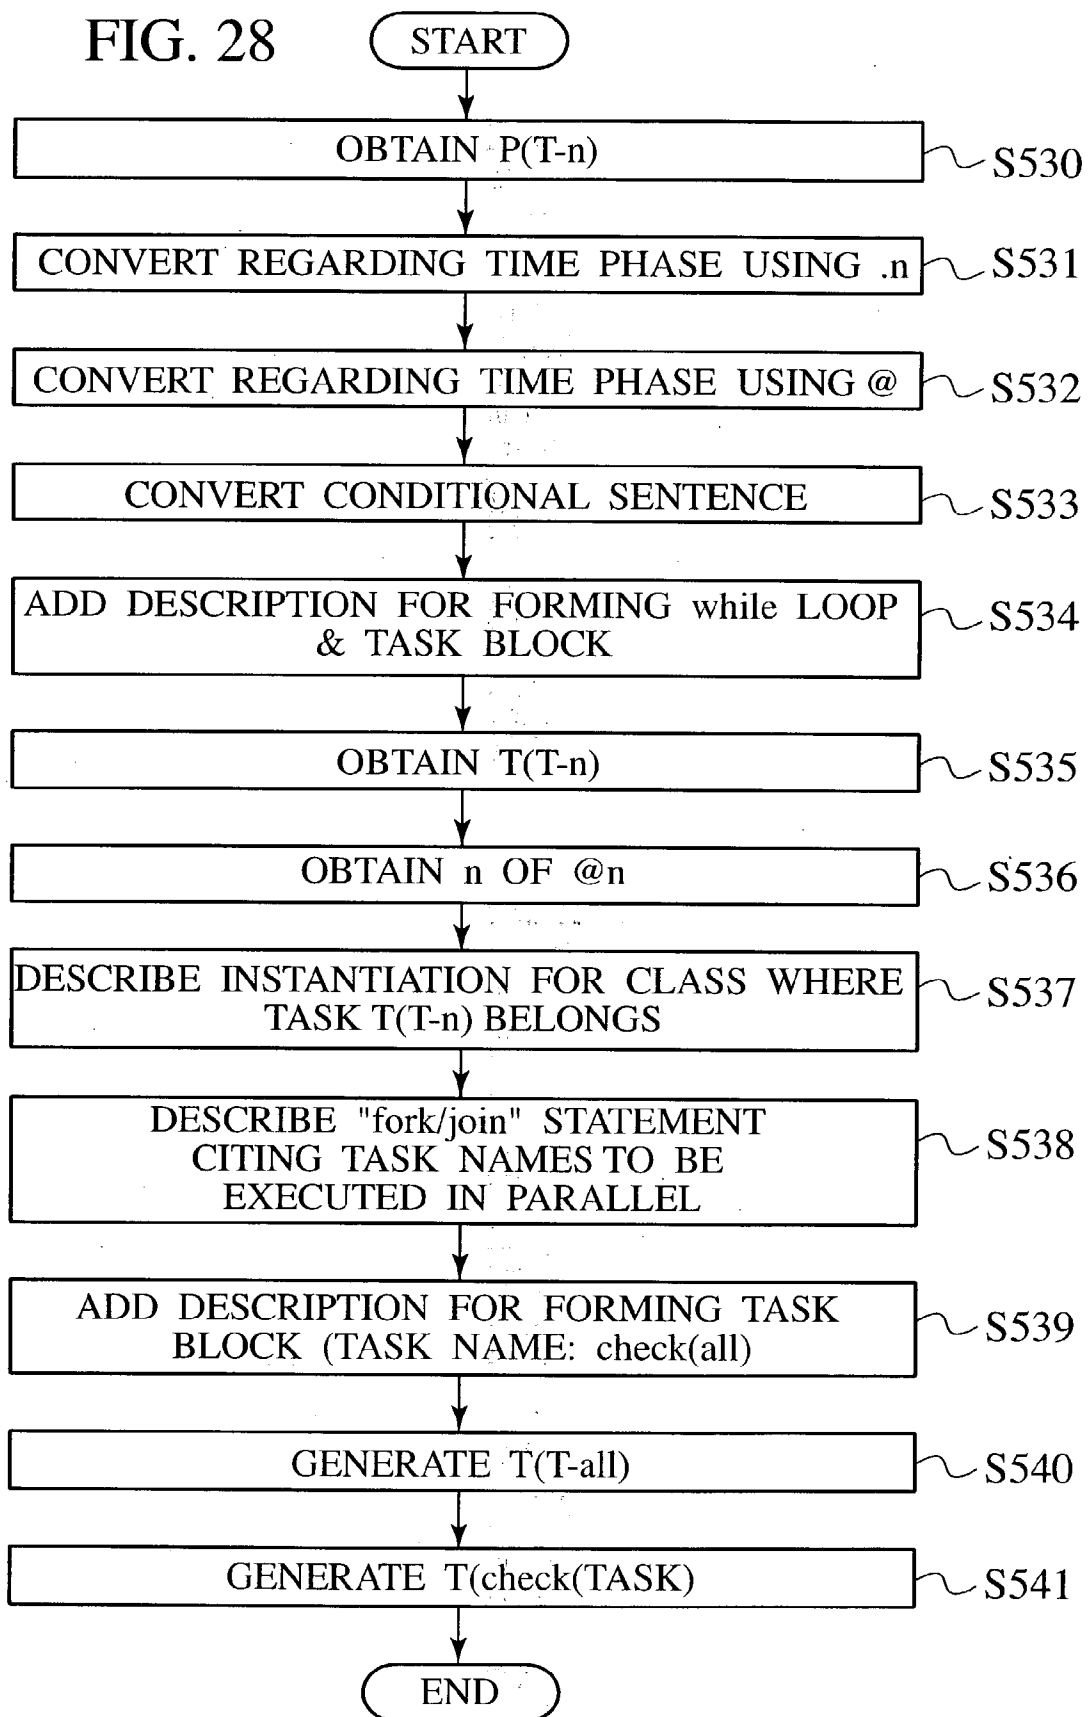 FIG. 28
START
OBTAIN P(T-n)
S530
CONVERT REGARDING TIME PHASE USING .n
S531
CONVERT REGARDING TIME PHASE USING @
S532
CONVERT CONDITIONAL SENTENCE
S533
ADD DESCRIPTION FOR FORMING while LOOP
& TASK BLOCK
S534
OBTAIN T(T-n)
S535
OBTAIN n OF @n
S536
DESCRIBE INSTANTIATION FOR CLASS WHERE
TASK T(T-n) BELONGS
S537
DESCRIBE "fork/join" STATEMENT
CITING TASK NAMES TO BE
EXECUTED IN PARALLEL
S538
ADD DESCRIPTION FOR FORMING TASK
BLOCK (TASK NAME: check(all)
S539
GENERATE T(T-all)
S540
GENERATE T(check(TASK)
S541
END